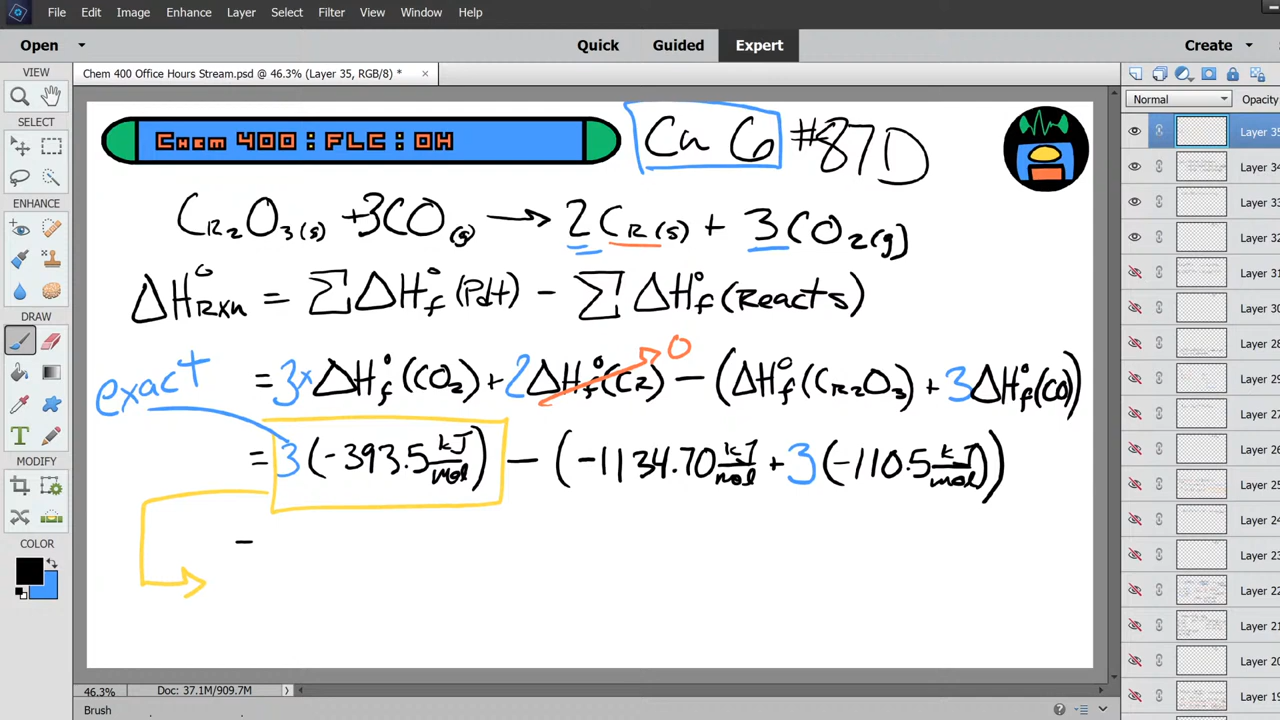 File Edit Image Enhance Layer Select Filter View Window Help
Open Quick Guided Expert Create
Chem 400 Office Hours Stream.psd @ 46.3% (Layer 35, RGB/8) * ×
VIEW
SELECT
ENHANCE
DRAW
MODIFY
COLOR
Normal Opacity
Layer 35
Layer 34
Layer 33
Layer 32
Layer 31
Layer 30
Layer 28
Layer 29
Layer 27
Layer 26
Layer 25
Layer 24
Layer 23
Layer 22
Layer 21
Layer 20
Layer 19
Chem 400:FLC:OH
Ch 6 #87D
Cr₂O₃(s) + 3CO(g) → 2Cr(s) + 3CO₂(g)
ΔH°Rxn = ΣΔH°f(Pdt) − ΣΔH°f(Reacts)
exact = 3×ΔH°f(CO₂) + 2ΔH°f(Cr) − (ΔH°f(Cr₂O₃) + 3ΔH°f(CO)) 0
= 3(−393.5 kJ/mol) − (−1134.70 kJ/mol + 3(−110.5 kJ/mol))
46.3% Doc: 37.1M/909.7M
Brush